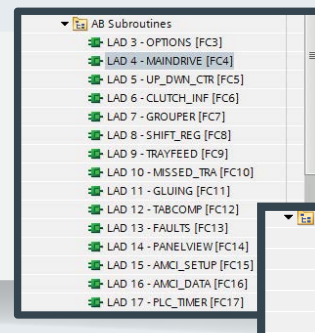 AB Subroutines
LAD 3 - OPTIONS [FC3]
LAD 4 - MAINDRIVE [FC4]
LAD 5 - UP_DWN_CTR [FC5]
LAD 6 - CLUTCH_INF [FC6]
LAD 7 - GROUPER [FC7]
LAD 8 - SHIFT_REG [FC8]
LAD 9 - TRAYFEED [FC9]
LAD 10 - MISSED_TRA [FC10]
LAD 11 - GLUING [FC11]
LAD 12 - TABCOMP [FC12]
LAD 13 - FAULTS [FC13]
LAD 14 - PANELVIEW [FC14]
LAD 15 - AMCI_SETUP [FC15]
LAD 16 - AMCI_DATA [FC16]
LAD 17 - PLC_TIMER [FC17]